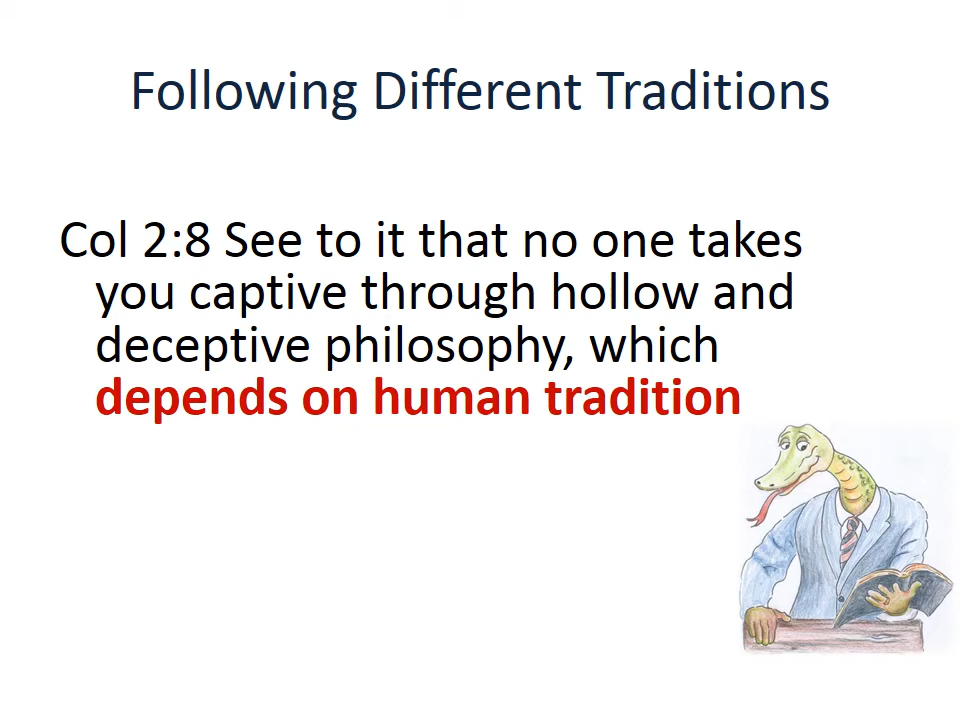 Following Different Traditions
Col 2:8 See to it that no one takes
you captive through hollow and
deceptive philosophy, which
depends on human tradition